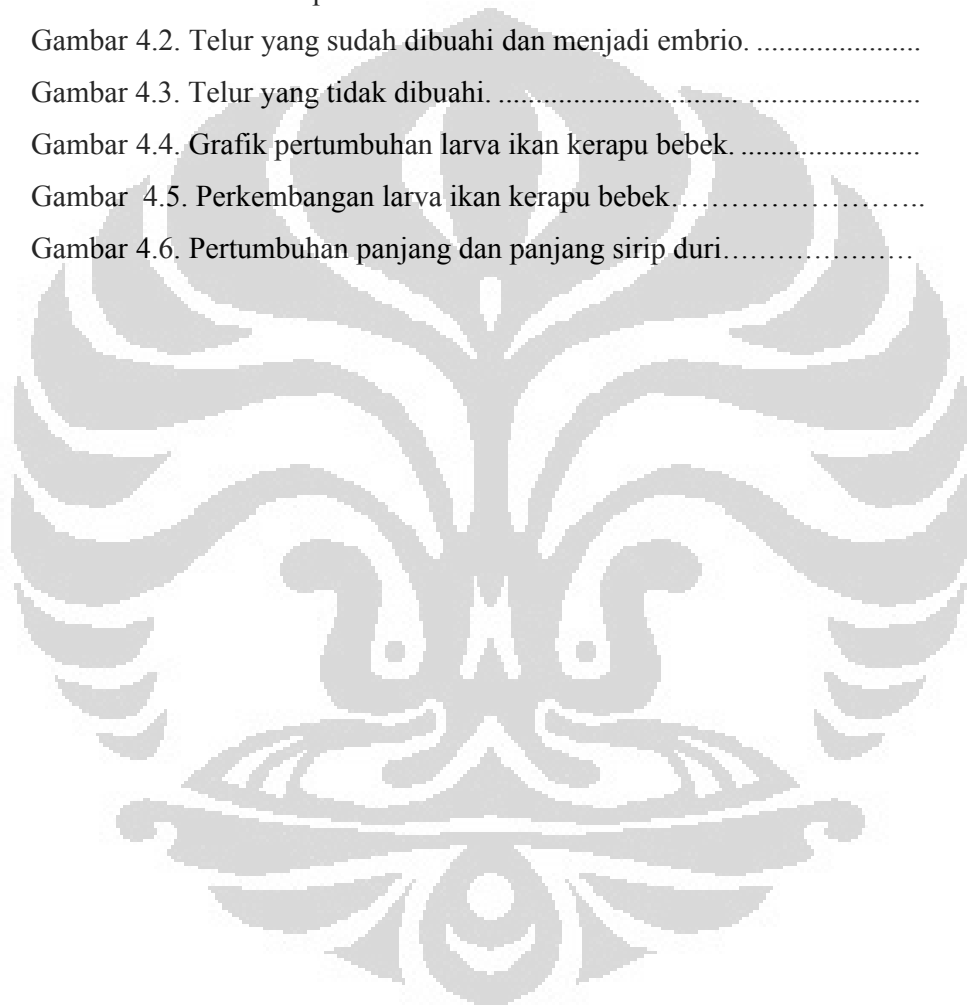 Gambar 4.2. Telur yang sudah dibuahi dan menjadi embrio. ......................
Gambar 4.3. Telur yang tidak dibuahi. ................................ .......................
Gambar 4.4. Grafik pertumbuhan larva ikan kerapu bebek. ........................
Gambar  4.5. Perkembangan larva ikan kerapu bebek……………………..
Gambar 4.6. Pertumbuhan panjang dan panjang sirip duri…………………